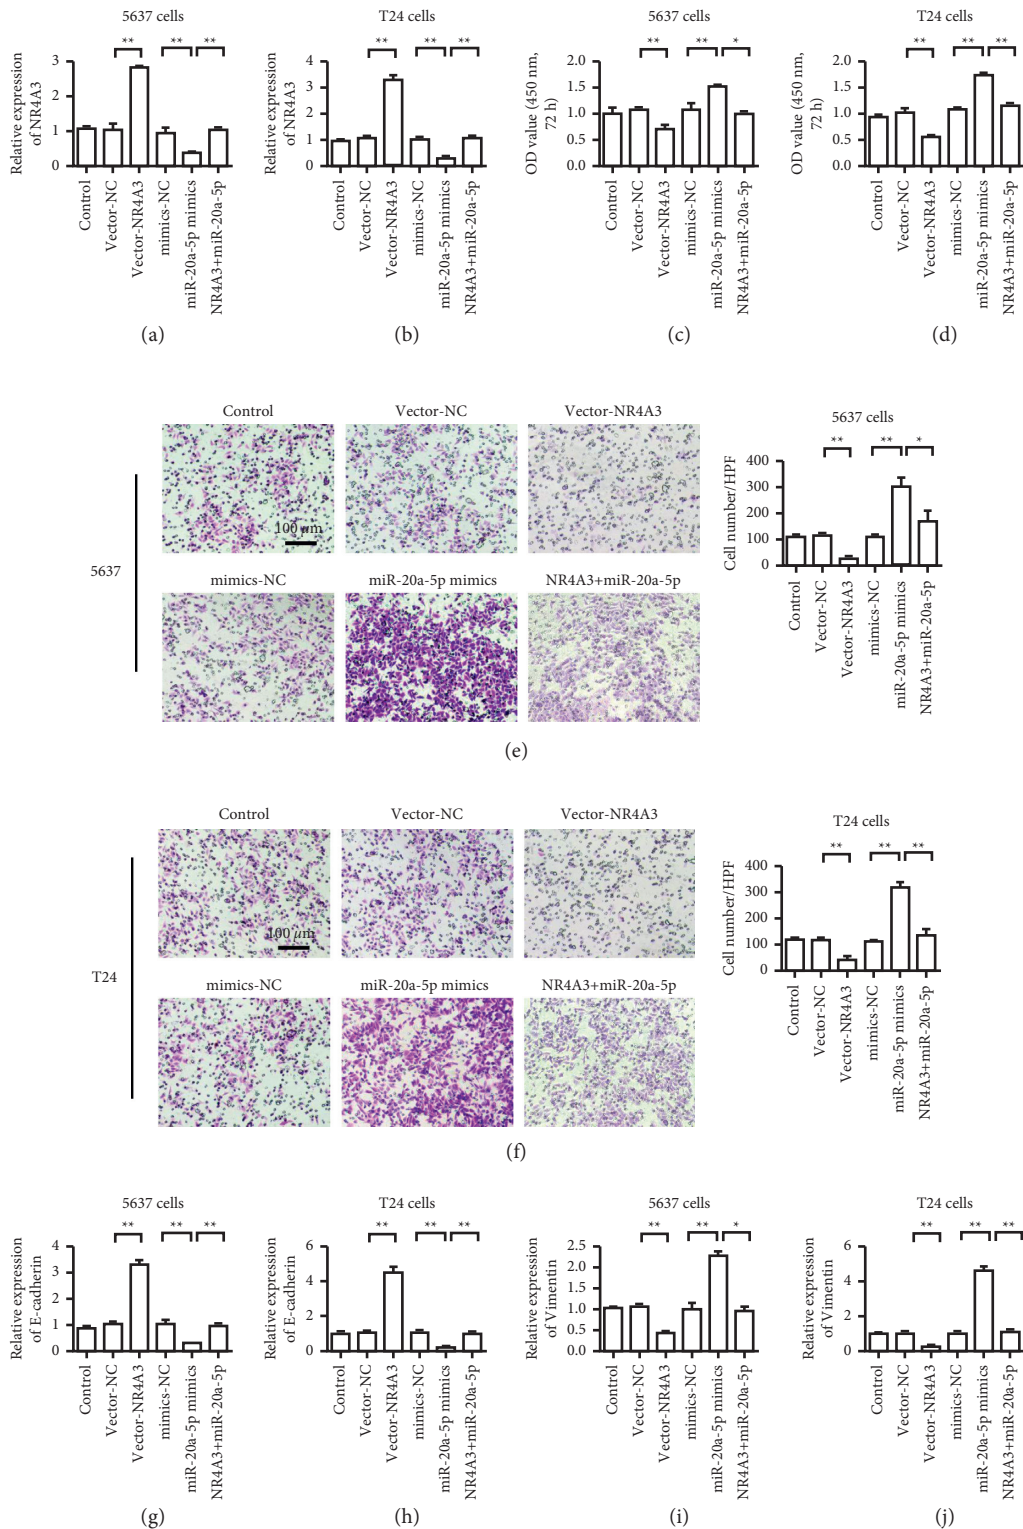 5637 cells
** ** **
Relative expression
of NR4A3
3
2
1
0
Control
Vector-NC
Vector-NR4A3
mimics-NC
miR-20a-5p mimics
NR4A3+miR-20a-5p
(a)
T24 cells
** ** **
Relative expression
of NR4A3
4
3
2
1
0
Control
Vector-NC
Vector-NR4A3
mimics-NC
miR-20a-5p mimics
NR4A3+miR-20a-5p
(b)
5637 cells
** ** *
OD value (450 nm,
72 h)
2.0
1.5
1.0
0.5
0.0
Control
Vector-NC
Vector-NR4A3
mimics-NC
miR-20a-5p mimics
NR4A3+miR-20a-5p
(c)
T24 cells
** ** **
OD value (450 nm,
72 h)
2.0
1.5
1.0
0.5
0.0
Control
Vector-NC
Vector-NR4A3
mimics-NC
miR-20a-5p mimics
NR4A3+miR-20a-5p
(d)
5637
Control
Vector-NC
Vector-NR4A3
100 μm
mimics-NC
miR-20a-5p mimics
NR4A3+miR-20a-5p
5637 cells
** ** *
Cell number/HPF
400
300
200
100
0
Control
Vector-NC
Vector-NR4A3
mimics-NC
miR-20a-5p mimics
NR4A3+miR-20a-5p
(e)
T24
Control
Vector-NC
Vector-NR4A3
100 μm
mimics-NC
miR-20a-5p mimics
NR4A3+miR-20a-5p
T24 cells
** ** **
Cell number/HPF
400
300
200
100
0
Control
Vector-NC
Vector-NR4A3
mimics-NC
miR-20a-5p mimics
NR4A3+miR-20a-5p
(f)
5637 cells
** ** **
Relative expression
of E-cadherin
4
3
2
1
0
Control
Vector-NC
Vector-NR4A3
mimics-NC
miR-20a-5p mimics
NR4A3+miR-20a-5p
(g)
T24 cells
** ** **
Relative expression
of E-cadherin
6
4
2
0
Control
Vector-NC
Vector-NR4A3
mimics-NC
miR-20a-5p mimics
NR4A3+miR-20a-5p
(h)
5637 cells
** ** *
Relative expression
of Vimentin
2.5
2.0
1.5
1.0
0.5
0.0
Control
Vector-NC
Vector-NR4A3
mimics-NC
miR-20a-5p mimics
NR4A3+miR-20a-5p
(i)
T24 cells
** ** **
Relative expression
of Vimentin
6
4
2
0
Control
Vector-NC
Vector-NR4A3
mimics-NC
miR-20a-5p mimics
NR4A3+miR-20a-5p
(j)